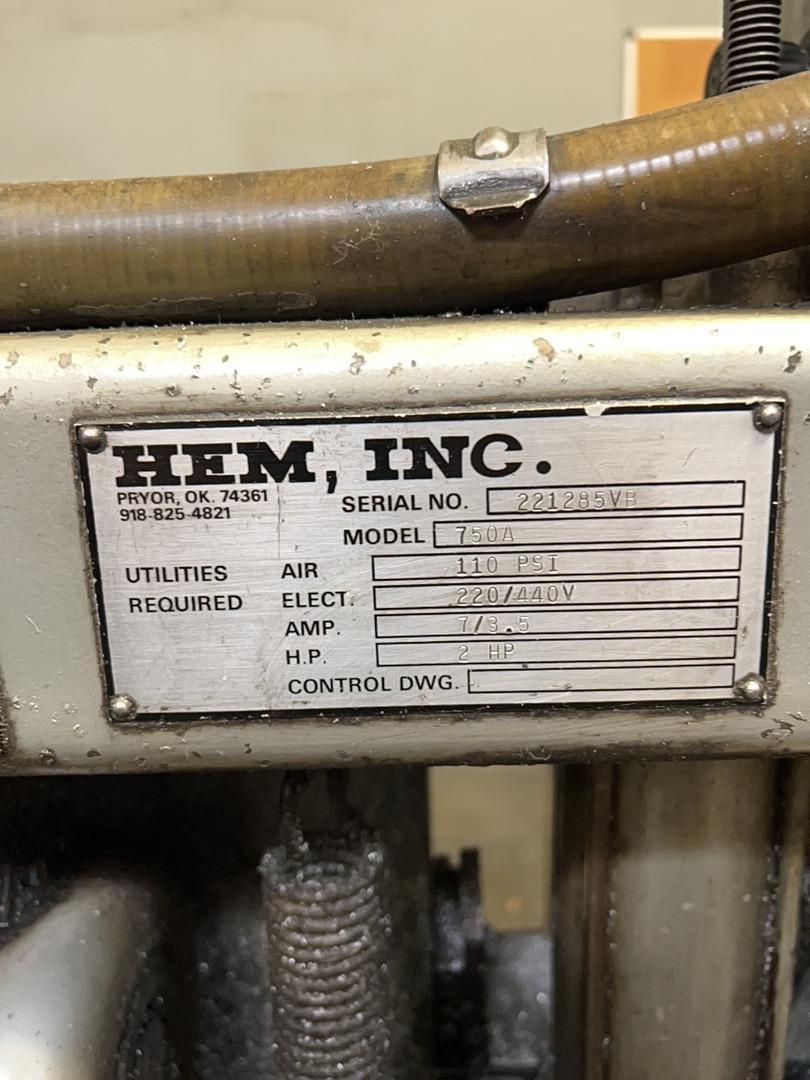 HEM, INC.
PRYOR, OK. 74361
918-825-4821
SERIAL NO. 221285VB
MODEL 750A
UTILITIES REQUIRED
AIR 110 PSI
ELECT. 220/440V
AMP. 7/3.5
H.P. 2 HP
CONTROL DWG.